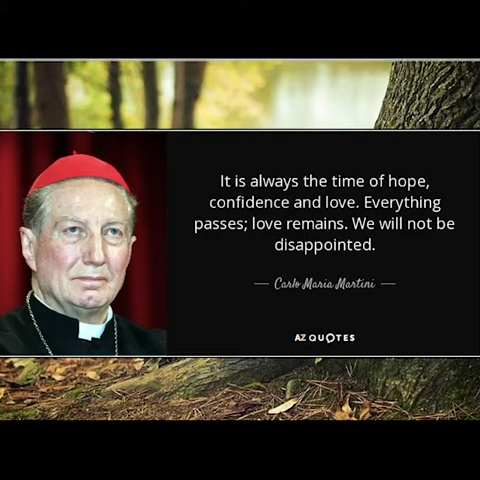 It is always the time of hope,
confidence and love. Everything
passes; love remains. We will not be
disappointed.
— Carlo Maria Martini —
AZ QUOTES